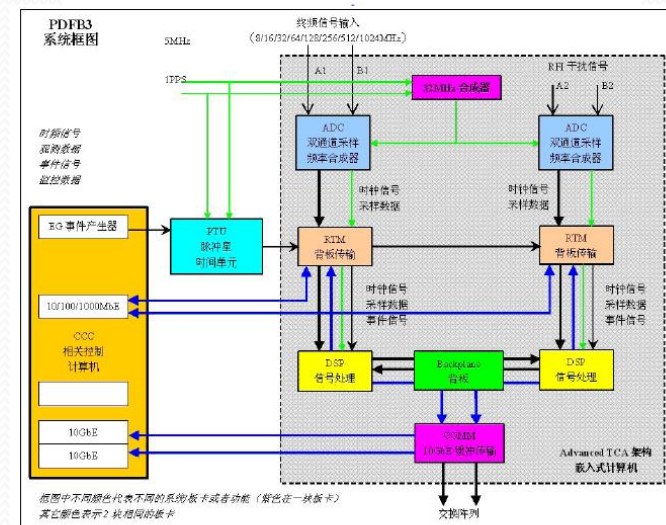 PDFB3
系统框图
终频信号输入
(8/16/32/64/128/256/512/1024MHz)
5MHz
1PPS
A1
B1
RFI 干扰信号
A2
B2
32MHz 合成器
ADC
双通道采样
频率合成器
ADC
双通道采样
频率合成器
时频信号
观测数据
事件信号
监控数据
时钟信号
采样数据
时钟信号
采样数据
EG 事件产生器
PTU
脉冲星
时间单元
RTM
背板传输
RTM
背板传输
10/100/1000MbE
时钟信号
采样数据
事件信号
时钟信号
采样数据
事件信号
CCC
相关控制
计算机
DSP
信号处理
Backplane
背板
DSP
信号处理
10GbE
10GbE
10GbE 缓冲传输
Advanced TCA 架构
嵌入式计算机
交换阵列
框图中不同颜色代表不同的系统/板卡或者功能(紫色在一块板卡)
其它颜色表示 2 块相同的板卡